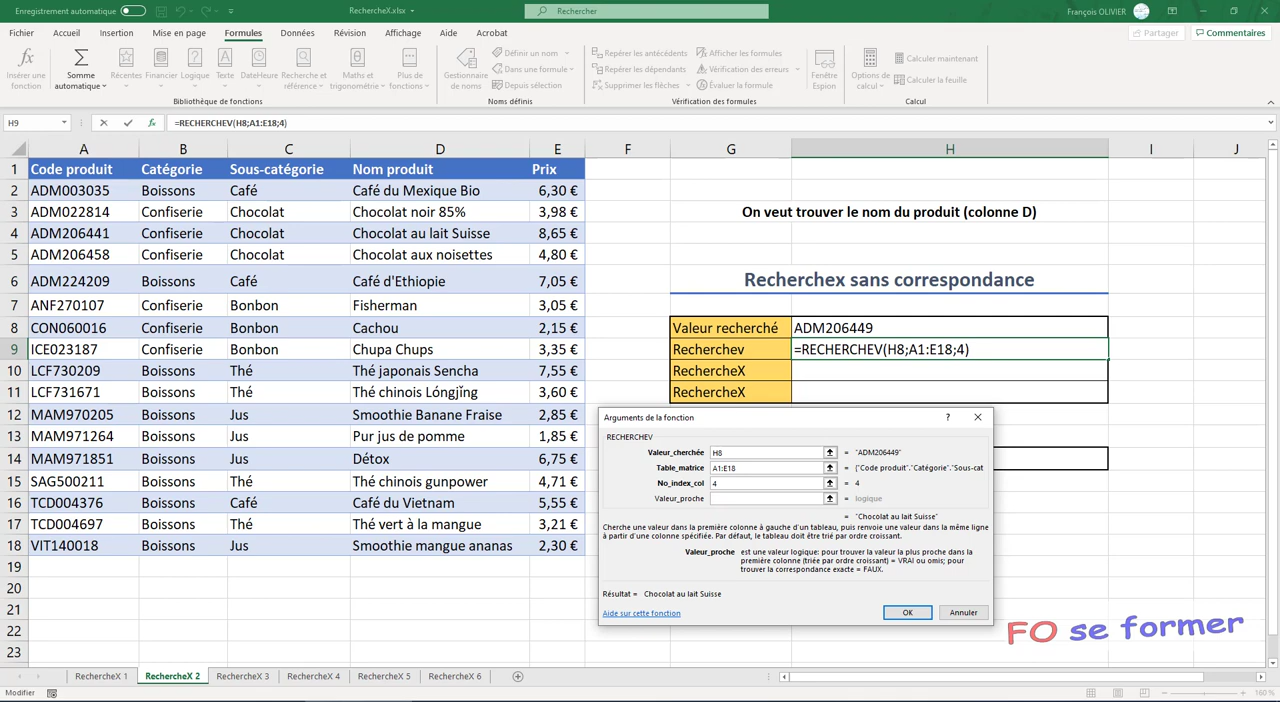 Enregistrement automatique
RechercheX.xlsx
Rechercher
François OLIVIER
Fichier Accueil Insertion Mise en page Formules Données Révision Affichage Aide Acrobat
Partager Commentaires
Insérer une fonction
Somme automatique
Récentes
Financier
Logique
Texte
DateHeure
Recherche et référence
Maths et trigonométrie
Plus de fonctions
Bibliothèque de fonctions
Gestionnaire de noms
Définir un nom
Dans une formule
Depuis sélection
Noms définis
Repérer les antécédents
Repérer les dépendants
Supprimer les flèches
Afficher les formules
Vérification des erreurs
Évaluer la formule
Vérification des formules
Fenêtre Espion
Options de calcul
Calculer maintenant
Calculer la feuille
Calcul
H9 fx =RECHERCHEV(H8;A1:E18;4)
A B C D E F G H I J
1 Code produit Catégorie Sous-catégorie Nom produit Prix
2 ADM003035 Boissons Café Café du Mexique Bio 6,30 €
3 ADM022814 Confiserie Chocolat Chocolat noir 85% 3,98 € On veut trouver le nom du produit (colonne D)
4 ADM206441 Confiserie Chocolat Chocolat au lait Suisse 8,65 €
5 ADM206458 Confiserie Chocolat Chocolat aux noisettes 4,80 €
6 ADM224209 Boissons Café Café d'Ethiopie 7,05 € Recherchex sans correspondance
7 ANF270107 Confiserie Bonbon Fisherman 3,05 €
8 CON060016 Confiserie Bonbon Cachou 2,15 € Valeur recherché ADM206449
9 ICE023187 Confiserie Bonbon Chupa Chups 3,35 € Recherchev =RECHERCHEV(H8;A1:E18;4)
10 LCF730209 Boissons Thé Thé japonais Sencha 7,55 € RechercheX
11 LCF731671 Boissons Thé Thé chinois Lóngjǐng 3,60 € RechercheX
12 MAM970205 Boissons Jus Smoothie Banane Fraise 2,85 €
13 MAM971264 Boissons Jus Pur jus de pomme 1,85 €
14 MAM971851 Boissons Jus Détox 6,75 €
15 SAG500211 Boissons Thé Thé chinois gunpower 4,71 €
16 TCD004376 Boissons Café Café du Vietnam 5,55 €
17 TCD004697 Boissons Thé Thé vert à la mangue 3,21 €
18 VIT140018 Boissons Jus Smoothie mangue ananas 2,30 €
19
20
21
22
23
Arguments de la fonction ?
RECHERCHEV
Valeur_cherchée H8 = "ADM206449"
Table_matrice A1:E18 = {"Code produit"."Catégorie"."Sous-cat
No_index_col 4 = 4
Valeur_proche = logique
= "Chocolat au lait Suisse"
Cherche une valeur dans la première colonne à gauche d'un tableau, puis renvoie une valeur dans la même ligne
à partir d'une colonne spécifiée. Par défaut, le tableau doit être trié par ordre croissant.
Valeur_proche est une valeur logique: pour trouver la valeur la plus proche dans la
première colonne (triée par ordre croissant) = VRAI ou omis; pour
trouver la correspondance exacte = FAUX.
Résultat = Chocolat au lait Suisse
Aide sur cette fonction
OK Annuler
FO se former
RechercheX 1 RechercheX 2 RechercheX 3 RechercheX 4 RechercheX 5 RechercheX 6
Modifier
160 %